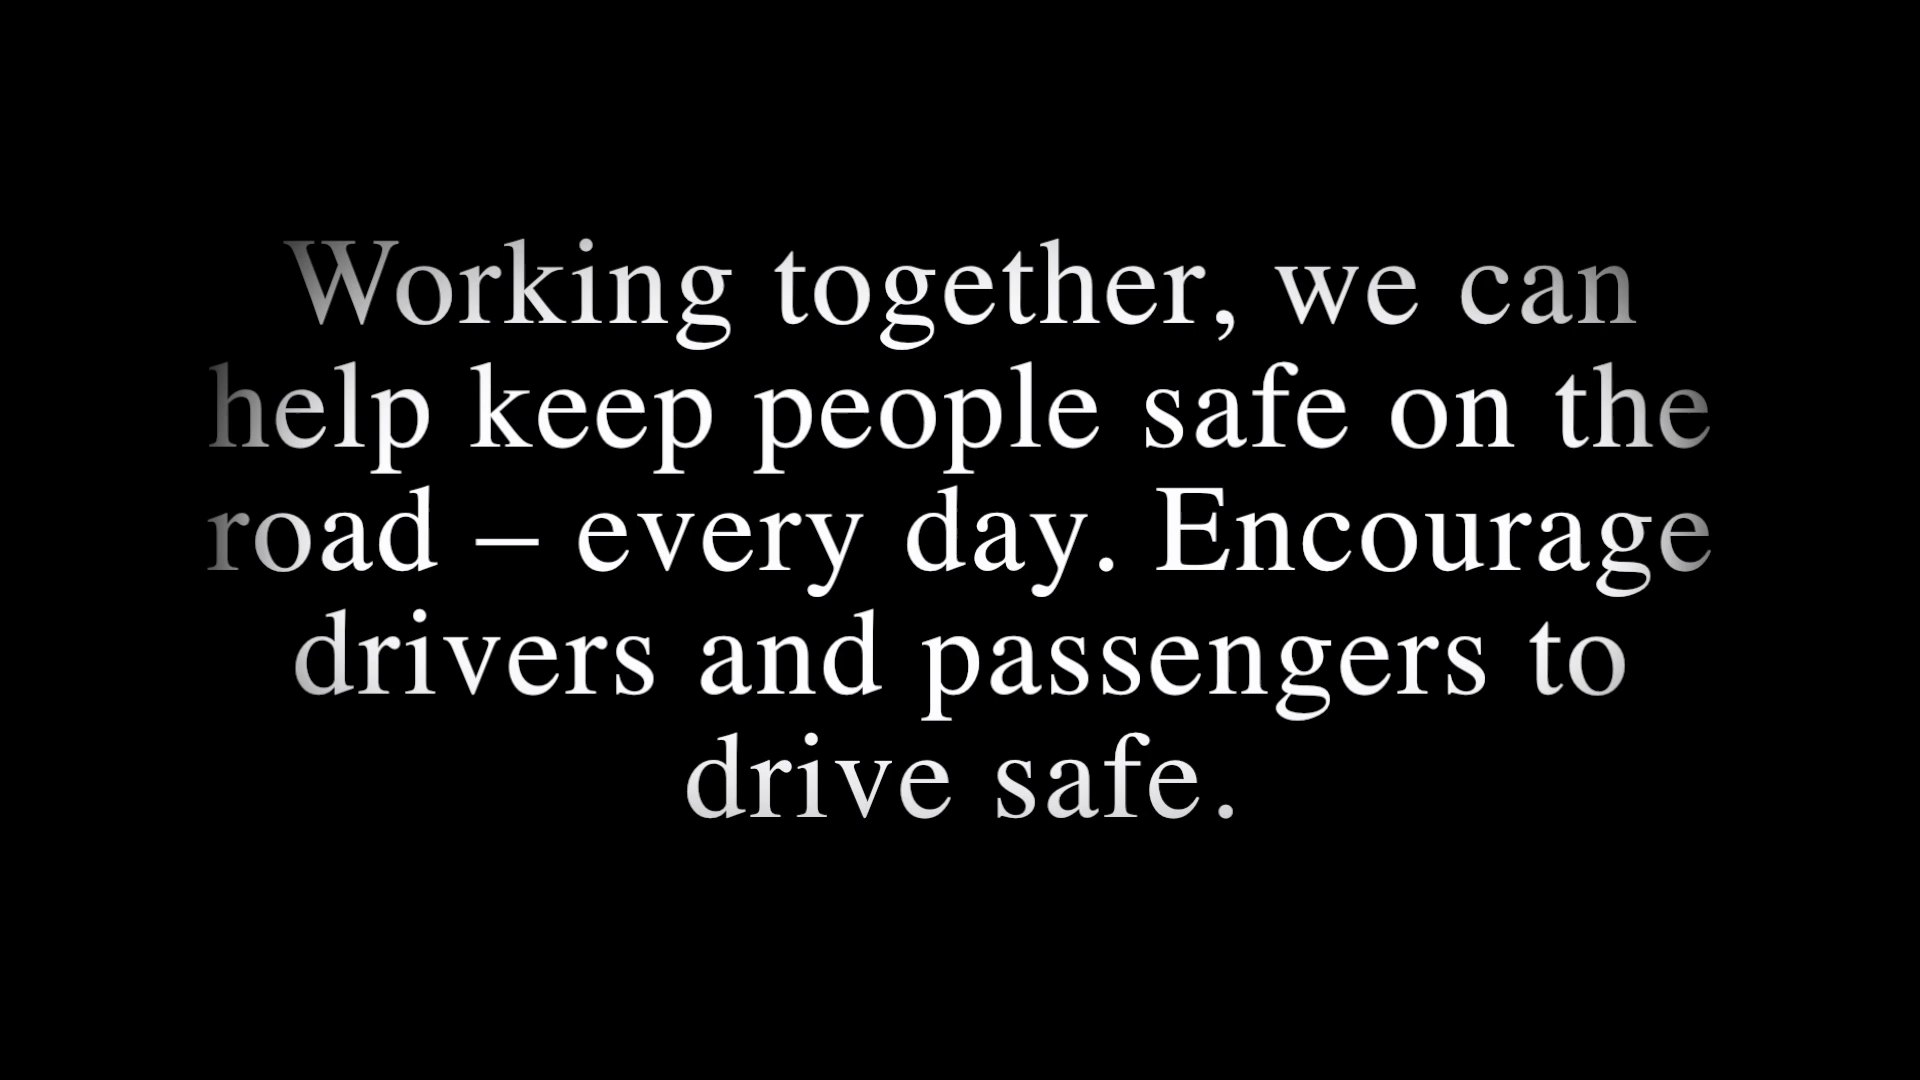 Working together, we can
help keep people safe on the
road – every day. Encourage
drivers and passengers to
drive safe.